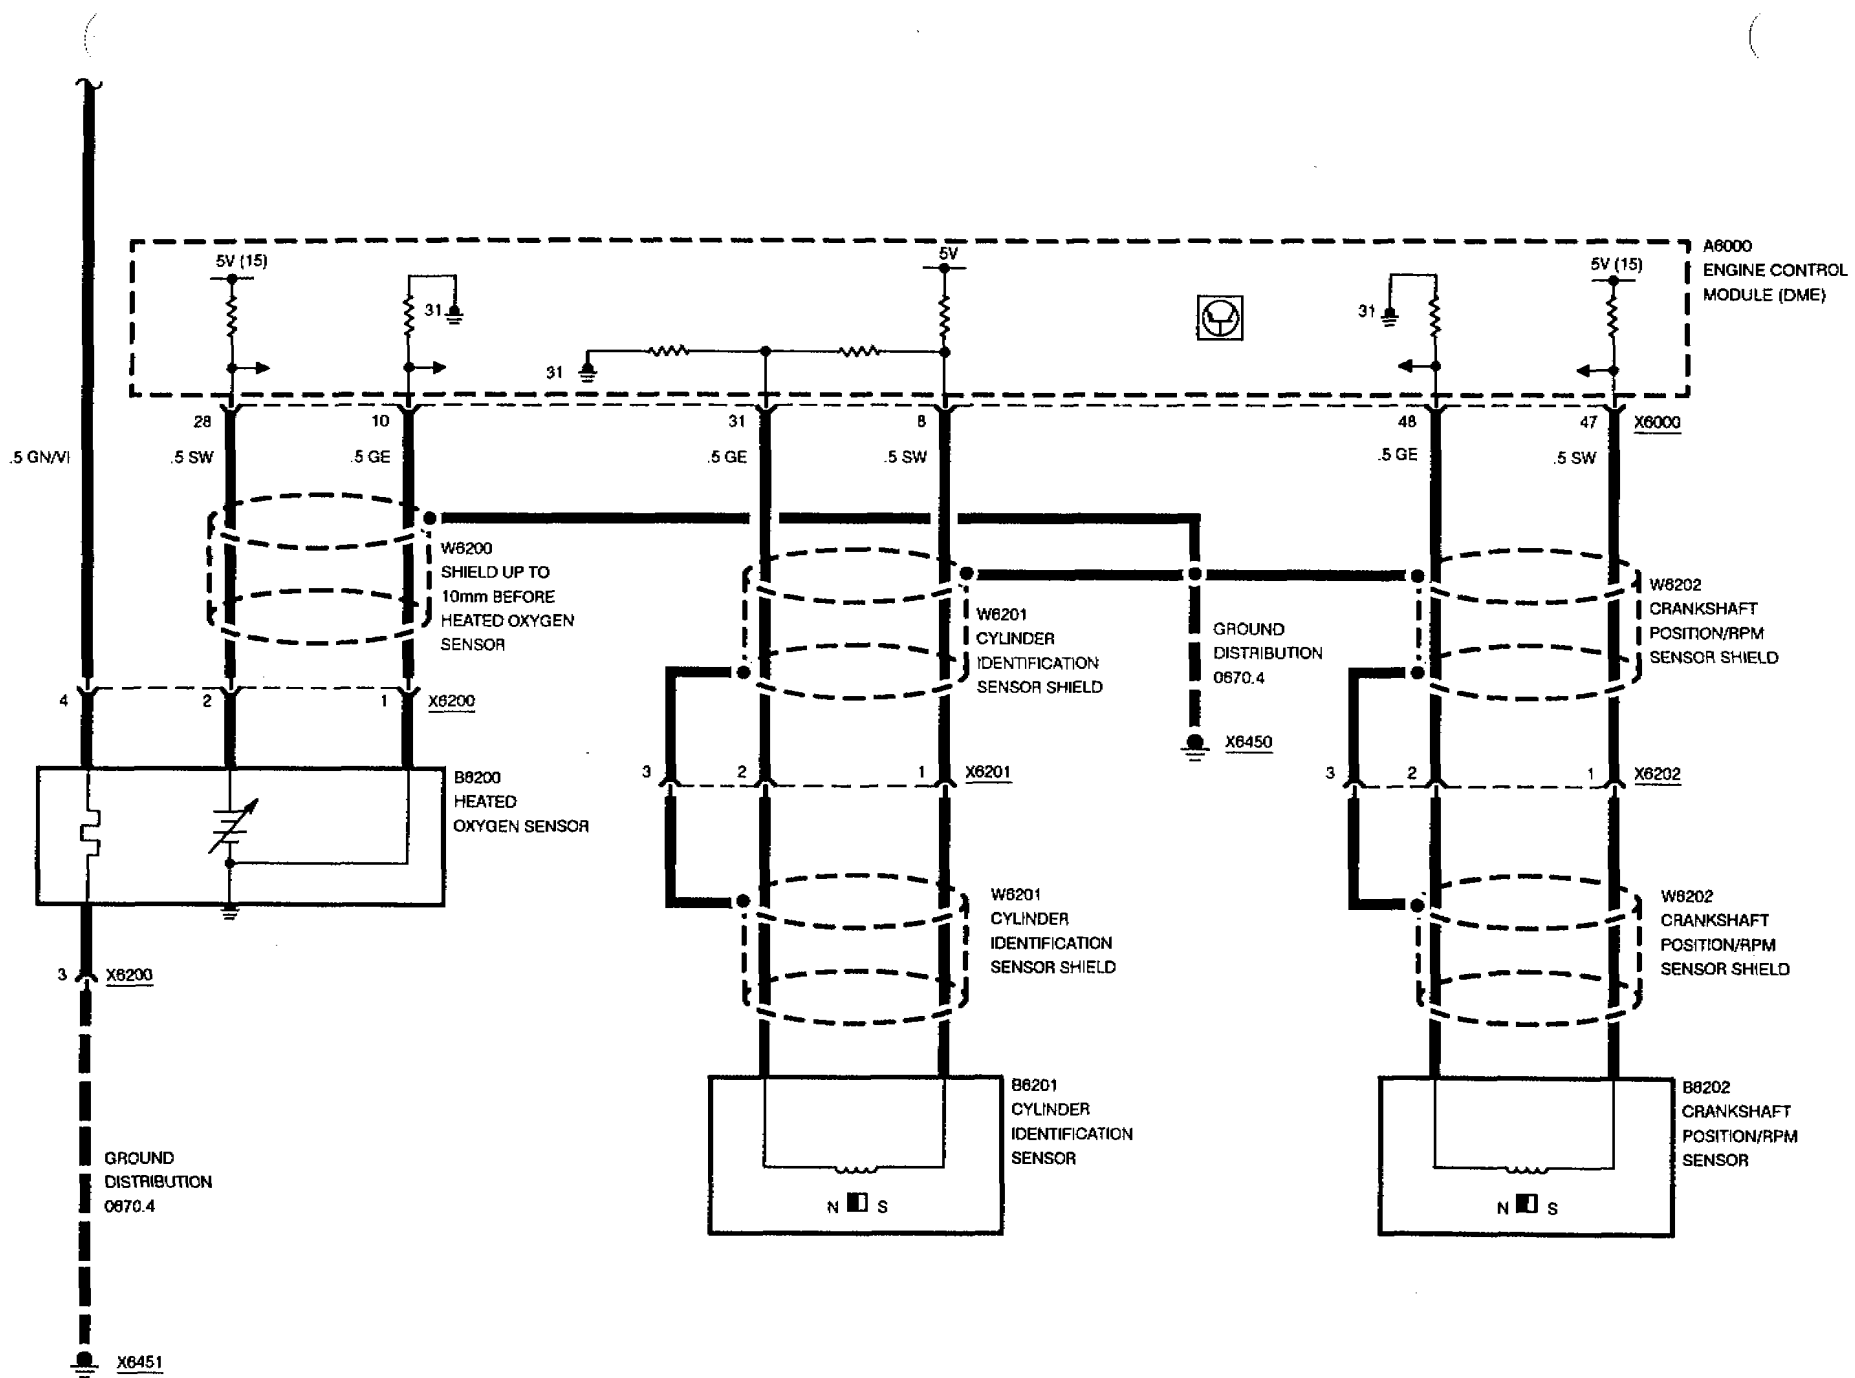 A6000
ENGINE CONTROL
MODULE (DME)
5V (15)
31
31
5V
31
5V (15)
28
10
31
8
48
47
X6000
.5 GN/VI
.5 SW
.5 GE
.5 GE
.5 SW
.5 GE
.5 SW
W6200
SHIELD UP TO
10mm BEFORE
HEATED OXYGEN
SENSOR
W6201
CYLINDER
IDENTIFICATION
SENSOR SHIELD
GROUND
DISTRIBUTION
0670.4
W6202
CRANKSHAFT
POSITION/RPM
SENSOR SHIELD
4
2
1
X6200
X6450
3
2
1
X6201
3
2
1
X6202
B6200
HEATED
OXYGEN SENSOR
W6201
CYLINDER
IDENTIFICATION
SENSOR SHIELD
W6202
CRANKSHAFT
POSITION/RPM
SENSOR SHIELD
3
X6200
B6201
CYLINDER
IDENTIFICATION
SENSOR
N
S
B6202
CRANKSHAFT
POSITION/RPM
SENSOR
N
S
GROUND
DISTRIBUTION
0670.4
X6451